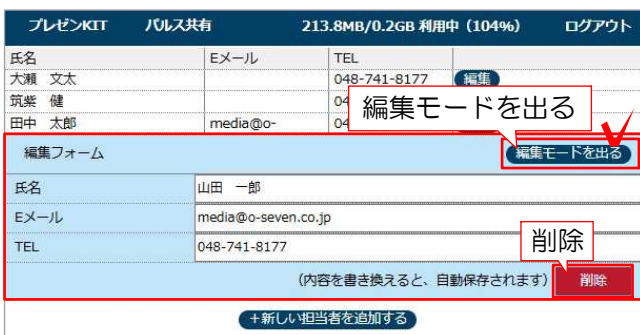 プレゼンKIT パルス共有 213.8MB/0.2GB 利用中（104%） ログアウト
氏名 Eメール TEL
大瀬 文太 048-741-8177 編集
筑紫 健 04
田中 太郎 media@o- 04
編集モードを出る
編集フォーム 編集モードを出る
氏名 山田 一郎
Eメール media@o-seven.co.jp
TEL 048-741-8177
削除
（内容を書き換えると、自動保存されます） 削除
+新しい担当者を追加する